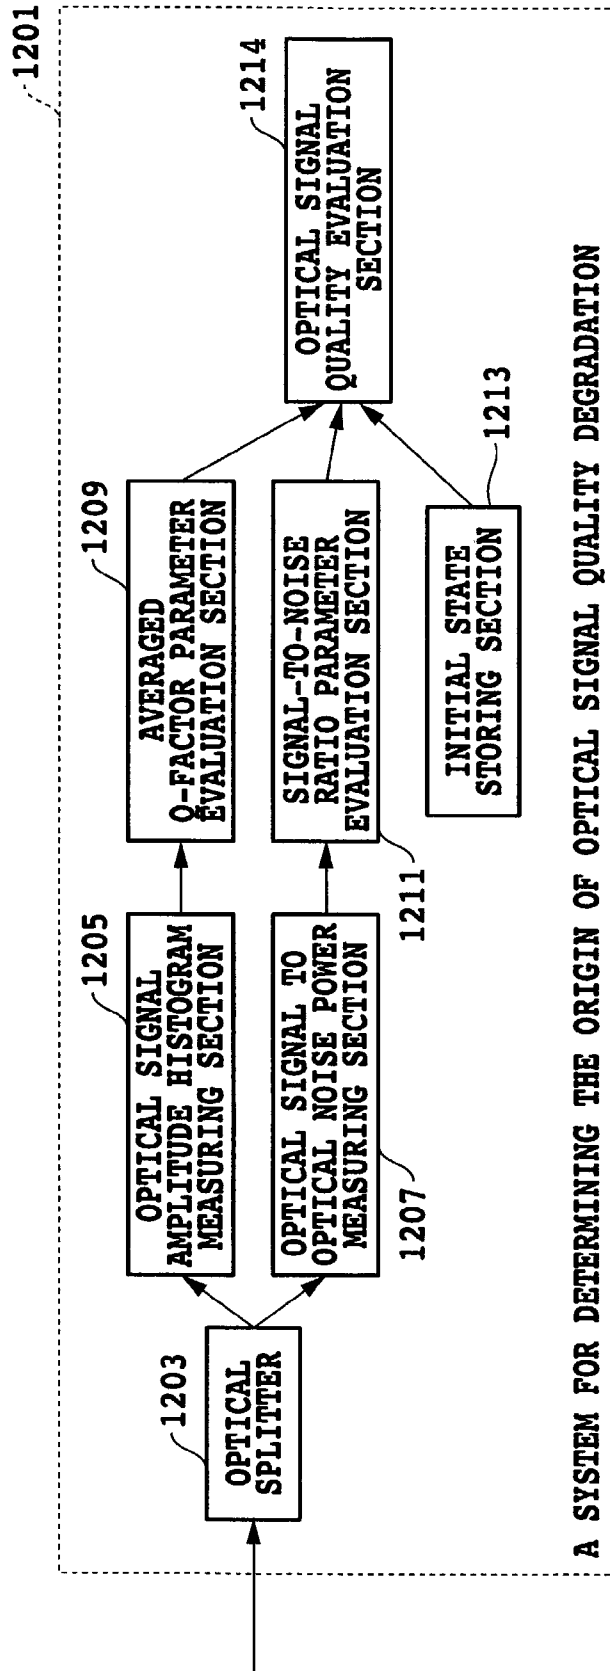 1201
1203
OPTICAL
SPLITTER
1205
OPTICAL SIGNAL
AMPLITUDE HISTOGRAM
MEASURING SECTION
OPTICAL SIGNAL TO
OPTICAL NOISE POWER
MEASURING SECTION
1207
1209
AVERAGED
Q-FACTOR PARAMETER
EVALUATION SECTION
SIGNAL-TO-NOISE
RATIO PARAMETER
EVALUATION SECTION
1211
INITIAL STATE
STORING SECTION
1213
1214
OPTICAL SIGNAL
QUALITY EVALUATION
SECTION
A SYSTEM FOR DETERMINING THE ORIGIN OF OPTICAL SIGNAL QUALITY DEGRADATION